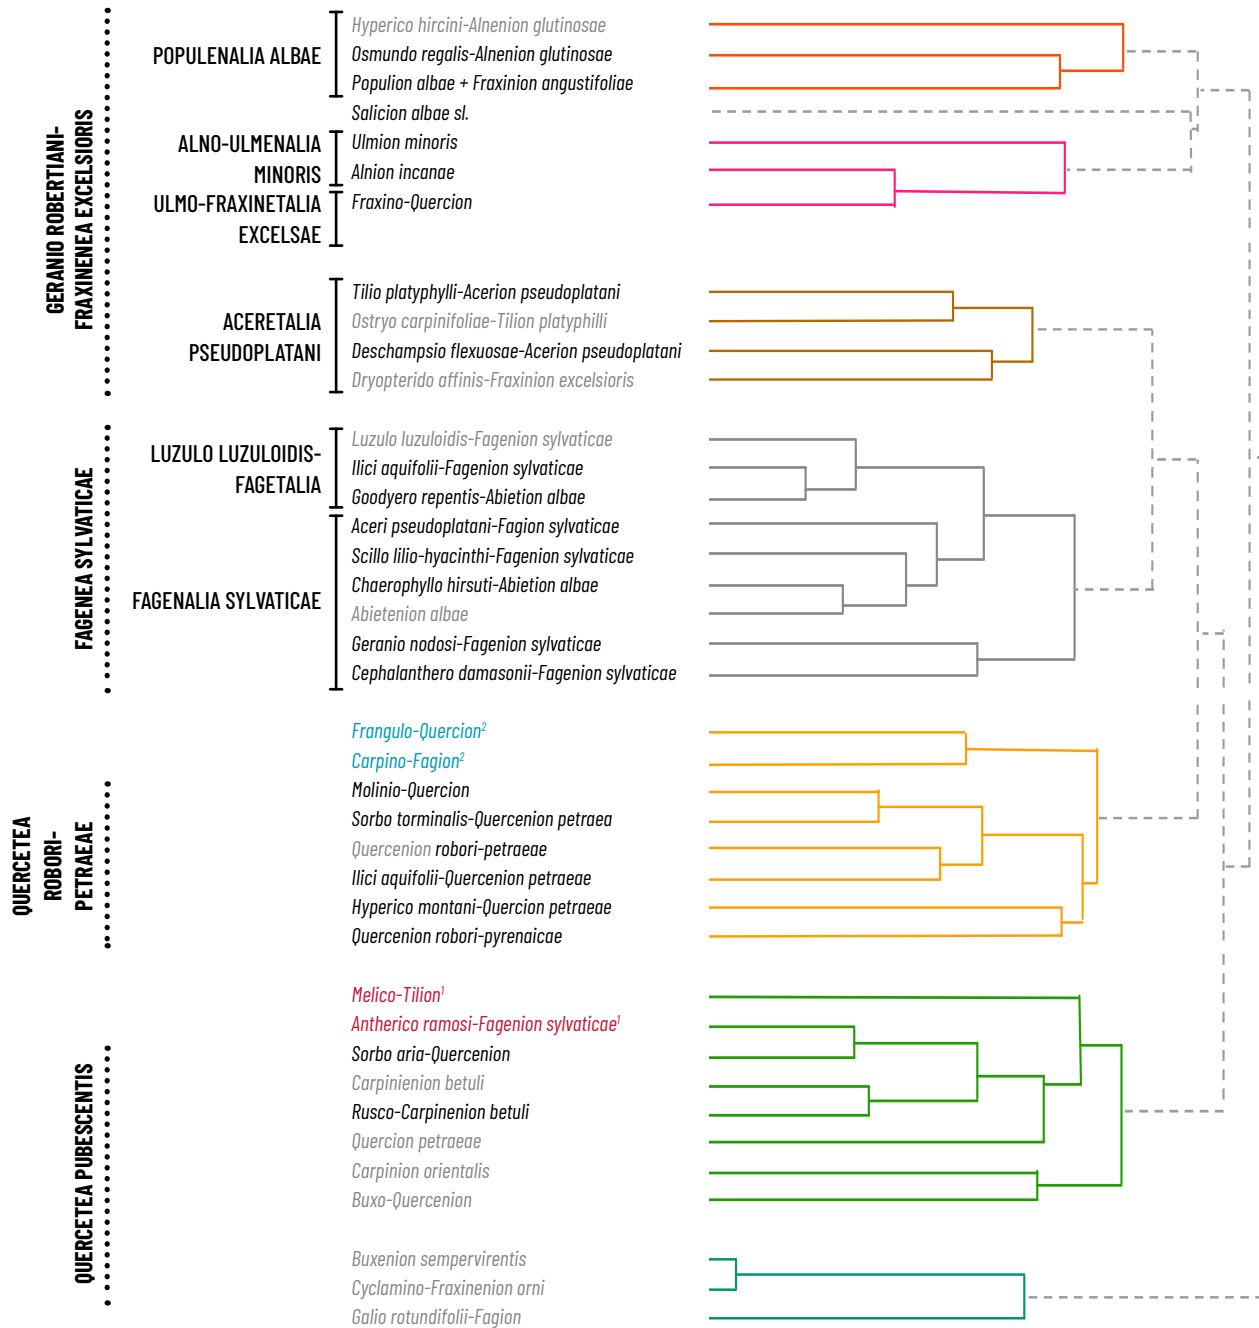 GERANIO ROBERTIANI-
FRAXINENEA EXCELSIORIS
POPULENALIA ALBAE
Hyperico hircini-Alnenion glutinosae
Osmundo regalis-Alnenion glutinosae
Populion albae + Fraxinion angustifoliae
Salicion albae sl.
ALNO-ULMENALIA
MINORIS
Ulmion minoris
Alnion incanae
ULMO-FRAXINETALIA
EXCELSAE
Fraxino-Quercion
ACERETALIA
PSEUDOPLATANI
Tilio platyphylli-Acerion pseudoplatani
Ostryo carpinifoliae-Tilion platyphilli
Deschampsio flexuosae-Acerion pseudoplatani
Dryopterido affinis-Fraxinion excelsioris
FAGENEA SYLVATICAE
LUZULO LUZULOIDIS-
FAGETALIA
Luzulo luzuloidis-Fagenion sylvaticae
Ilici aquifolii-Fagenion sylvaticae
Goodyero repentis-Abietion albae
FAGENALIA SYLVATICAE
Aceri pseudoplatani-Fagion sylvaticae
Scillo lilio-hyacinthi-Fagenion sylvaticae
Chaerophyllo hirsuti-Abietion albae
Abietenion albae
Geranio nodosi-Fagenion sylvaticae
Cephalanthero damasonii-Fagenion sylvaticae
QUERCETEA
ROBORI-
PETRAEAE
Frangulo-Quercion²
Carpino-Fagion²
Molinio-Quercion
Sorbo torminalis-Quercenion petraea
Quercenion robori-petraeae
Ilici aquifolii-Quercenion petraeae
Hyperico montani-Quercion petraeae
Quercenion robori-pyrenaicae
QUERCETEA PUBESCENTIS
Melico-Tilion¹
Antherico ramosi-Fagenion sylvaticae¹
Sorbo aria-Quercenion
Carpinienion betuli
Rusco-Carpinenion betuli
Quercion petraeae
Carpinion orientalis
Buxo-Quercenion
Buxenion sempervirentis
Cyclamino-Fraxinenion orni
Galio rotundifolii-Fagion